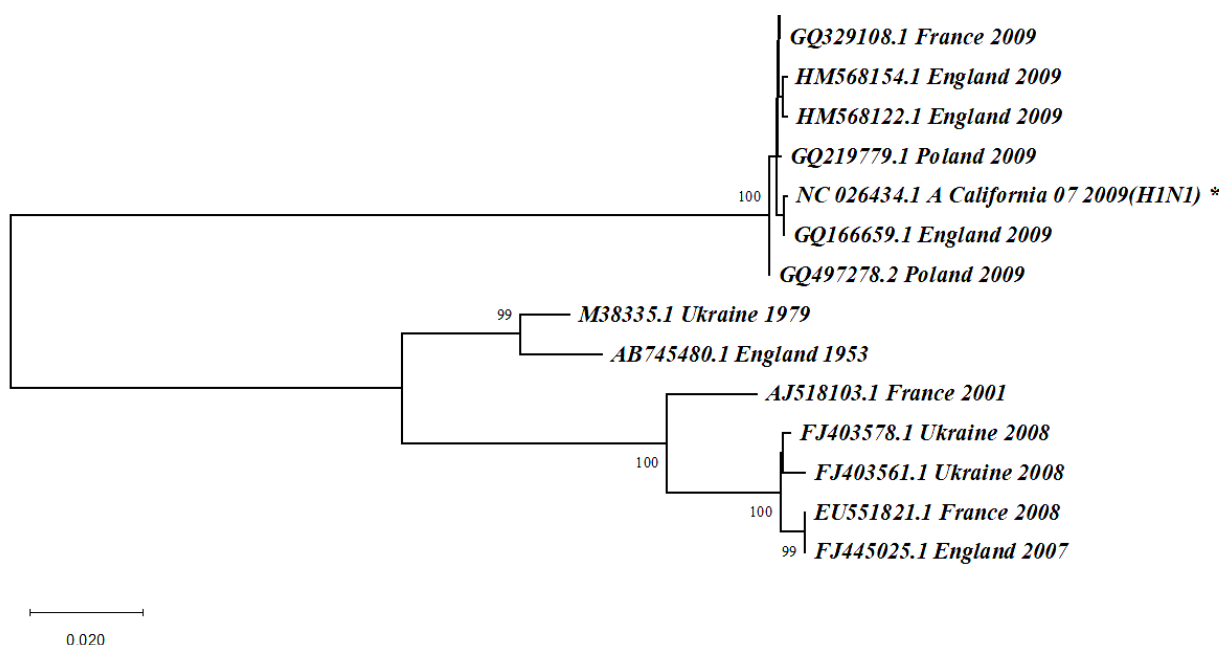 GQ329108.1 France 2009
HM568154.1 England 2009
HM568122.1 England 2009
GQ219779.1 Poland 2009
100
NC 026434.1 A California 07 2009(H1N1) *
GQ166659.1 England 2009
GQ497278.2 Poland 2009
99
M38335.1 Ukraine 1979
AB745480.1 England 1953
AJ518103.1 France 2001
FJ403578.1 Ukraine 2008
100
FJ403561.1 Ukraine 2008
100
EU551821.1 France 2008
99
FJ445025.1 England 2007
0.020